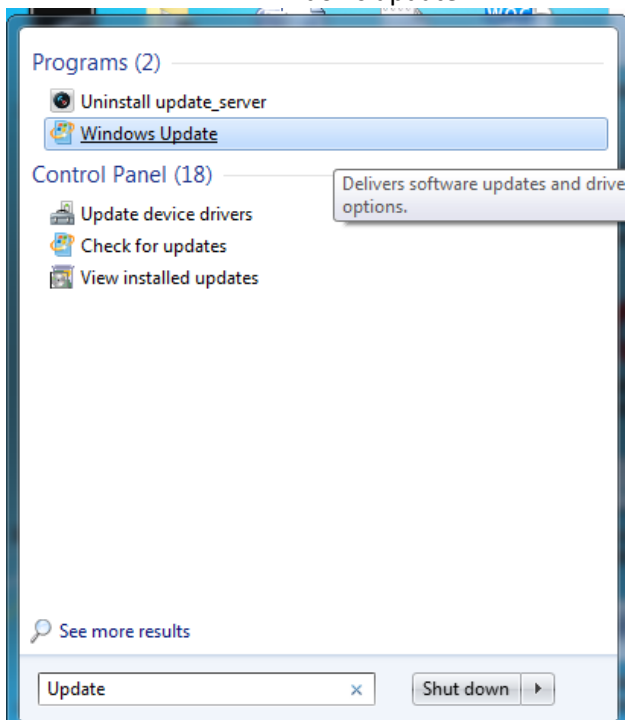 Programs (2)
Uninstall update_server
Windows Update
Control Panel (18)
Delivers software updates and drive
options.
Update device drivers
Check for updates
View installed updates
See more results
Update
Shut down